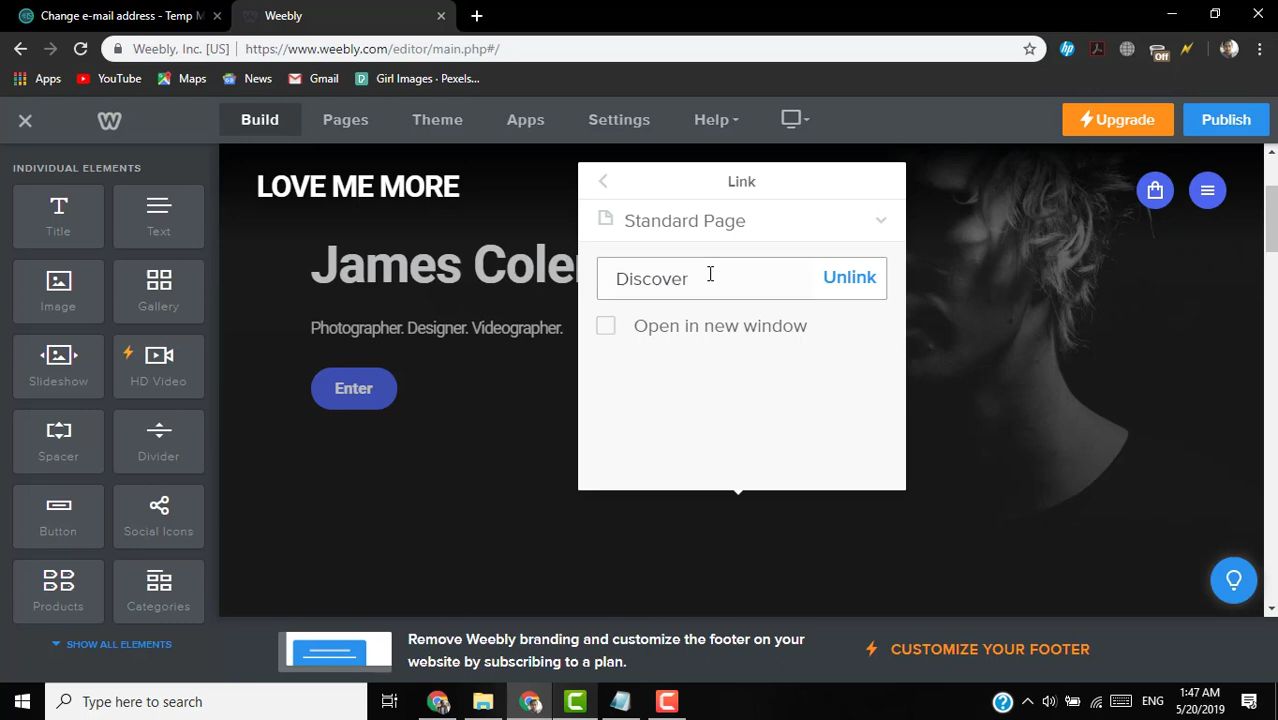 Change e-mail address - Temp M
Weebly
Weebly, Inc. [US] https://www.weebly.com/editor/main.php#/
Off
Apps YouTube Maps News Gmail Girl Images - Pexels...
Build Pages Theme Apps Settings Help Upgrade Publish
INDIVIDUAL ELEMENTS
Title Text
Image Gallery
Slideshow HD Video
Spacer Divider
Button Social Icons
Products Categories
SHOW ALL ELEMENTS
LOVE ME MORE
James Coler
Photographer. Designer. Videographer.
Enter
Link
Standard Page
Discover Unlink
Open in new window
Remove Weebly branding and customize the footer on your
website by subscribing to a plan.
CUSTOMIZE YOUR FOOTER
Type here to search
ENG
1:47 AM
5/20/2019